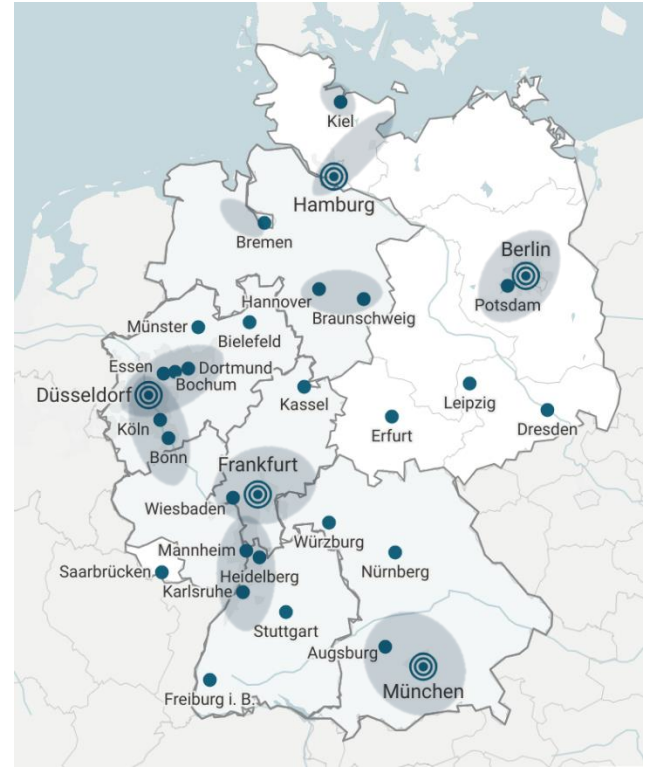 Kiel
Hamburg
Bremen
Berlin
Potsdam
Hannover
Braunschweig
Münster
Bielefeld
Essen
Dortmund
Bochum
Düsseldorf
Kassel
Leipzig
Köln
Erfurt
Dresden
Bonn
Frankfurt
Wiesbaden
Würzburg
Mannheim
Nürnberg
Saarbrücken
Heidelberg
Karlsruhe
Stuttgart
Augsburg
München
Freiburg i. B.